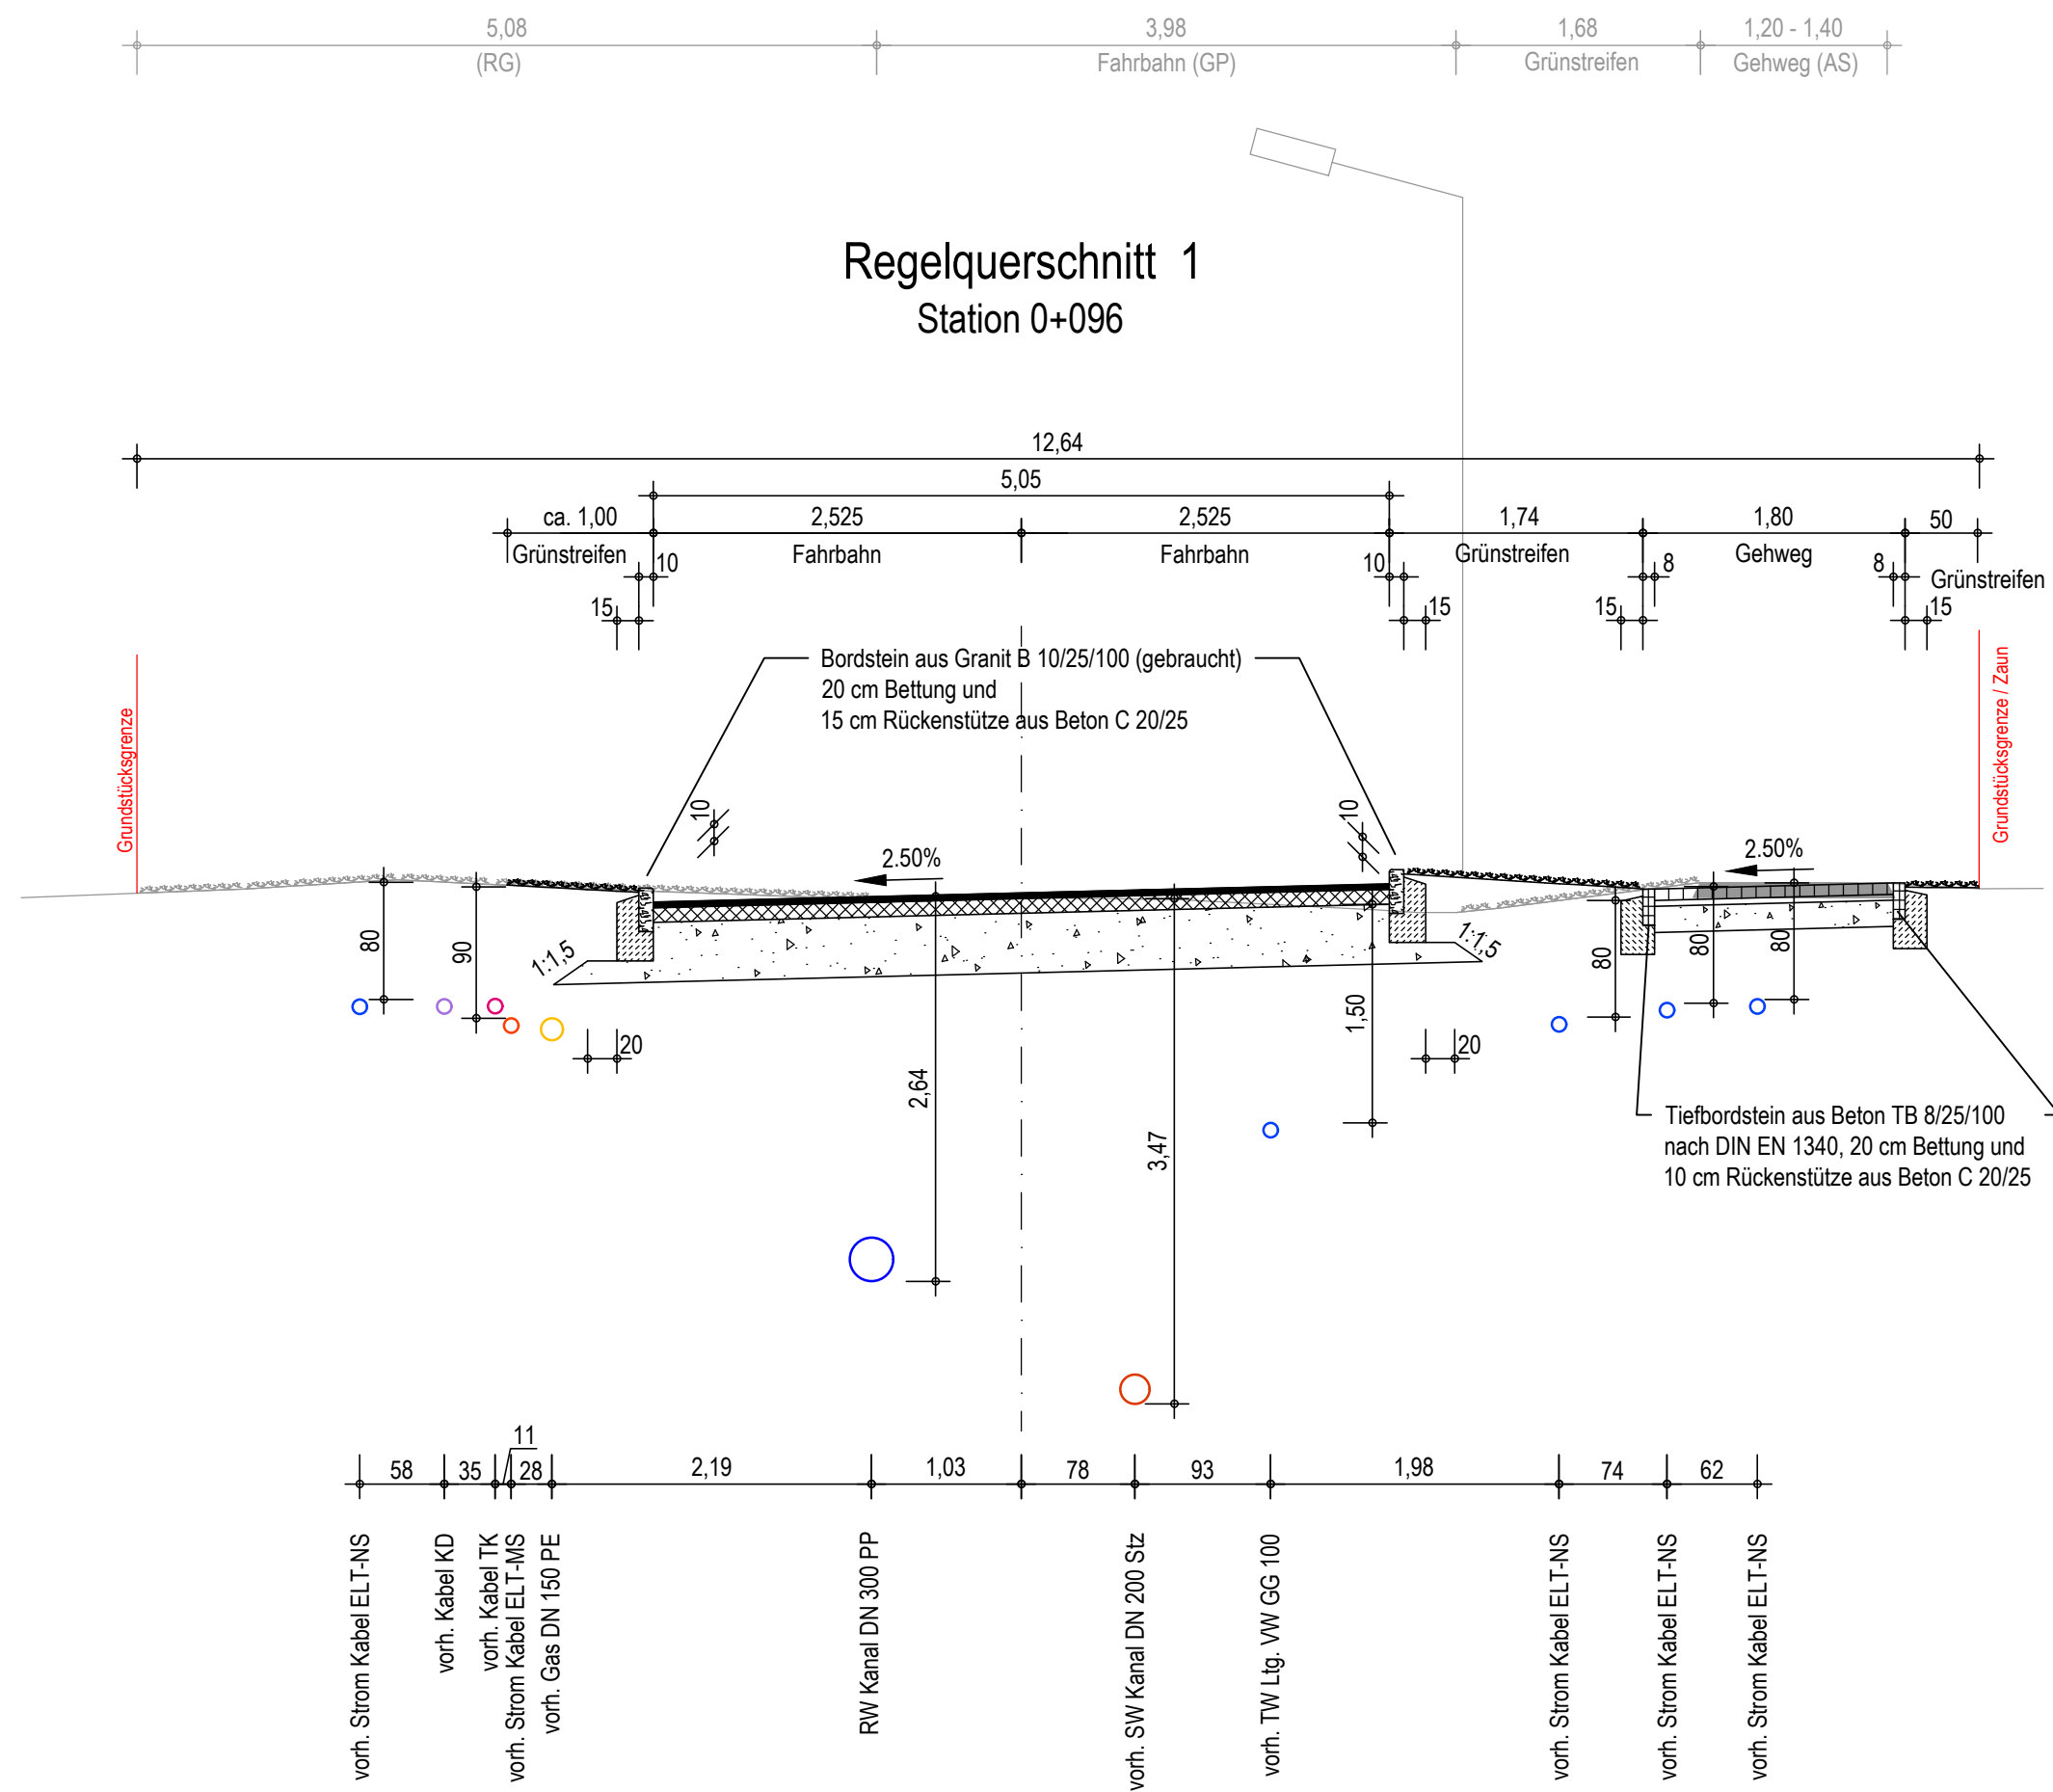 5,08
3,98
1,68
1,20 - 1,40
(RG)
Fahrbahn (GP)
Grünstreifen
Gehweg (AS)
Regelquerschnitt 1
Station 0+096
12,64
5,05
ca. 1,00
2,525
2,525
1,74
1,80
50
Grünstreifen
Fahrbahn
Fahrbahn
Grünstreifen
Gehweg
Grünstreifen
10
10
8
8
15
15
15
15
Bordstein aus Granit B 10/25/100 (gebraucht)
20 cm Bettung und
15 cm Rückenstütze aus Beton C 20/25
Grundstücksgrenze
Grundstücksgrenze / Zaun
10
10
2.50%
2.50%
80
90
1:1,5
1:1,5
80
80
80
20
20
1,50
2,64
3,47
Tiefbordstein aus Beton TB 8/25/100
nach DIN EN 1340, 20 cm Bettung und
10 cm Rückenstütze aus Beton C 20/25
11
58
35
28
2,19
1,03
78
93
1,98
74
62
vorh. Strom Kabel ELT-NS
vorh. Kabel KD
vorh. Kabel TK
vorh. Strom Kabel ELT-MS
vorh. Gas DN 150 PE
RW Kanal DN 300 PP
vorh. SW Kanal DN 200 Stz
vorh. TW Ltg. VW GG 100
vorh. Strom Kabel ELT-NS
vorh. Strom Kabel ELT-NS
vorh. Strom Kabel ELT-NS